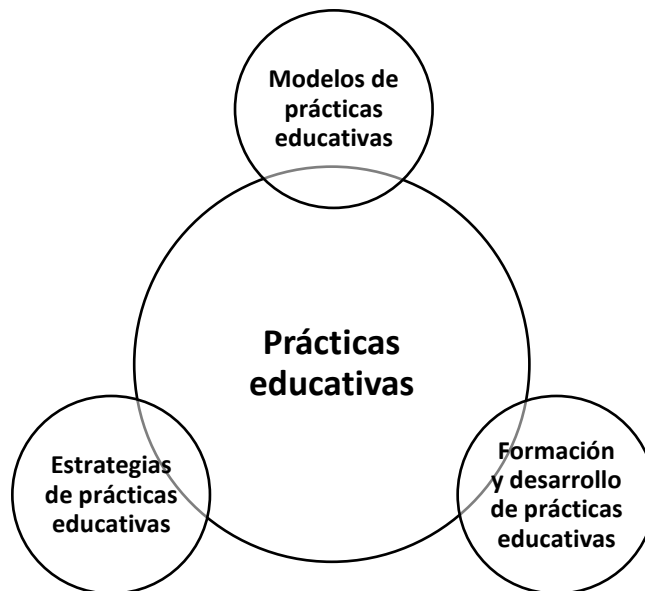 Modelos de
prácticas
educativas
Prácticas
educativas
Estrategias
de prácticas
educativas
Formación
y desarrollo
de prácticas
educativas